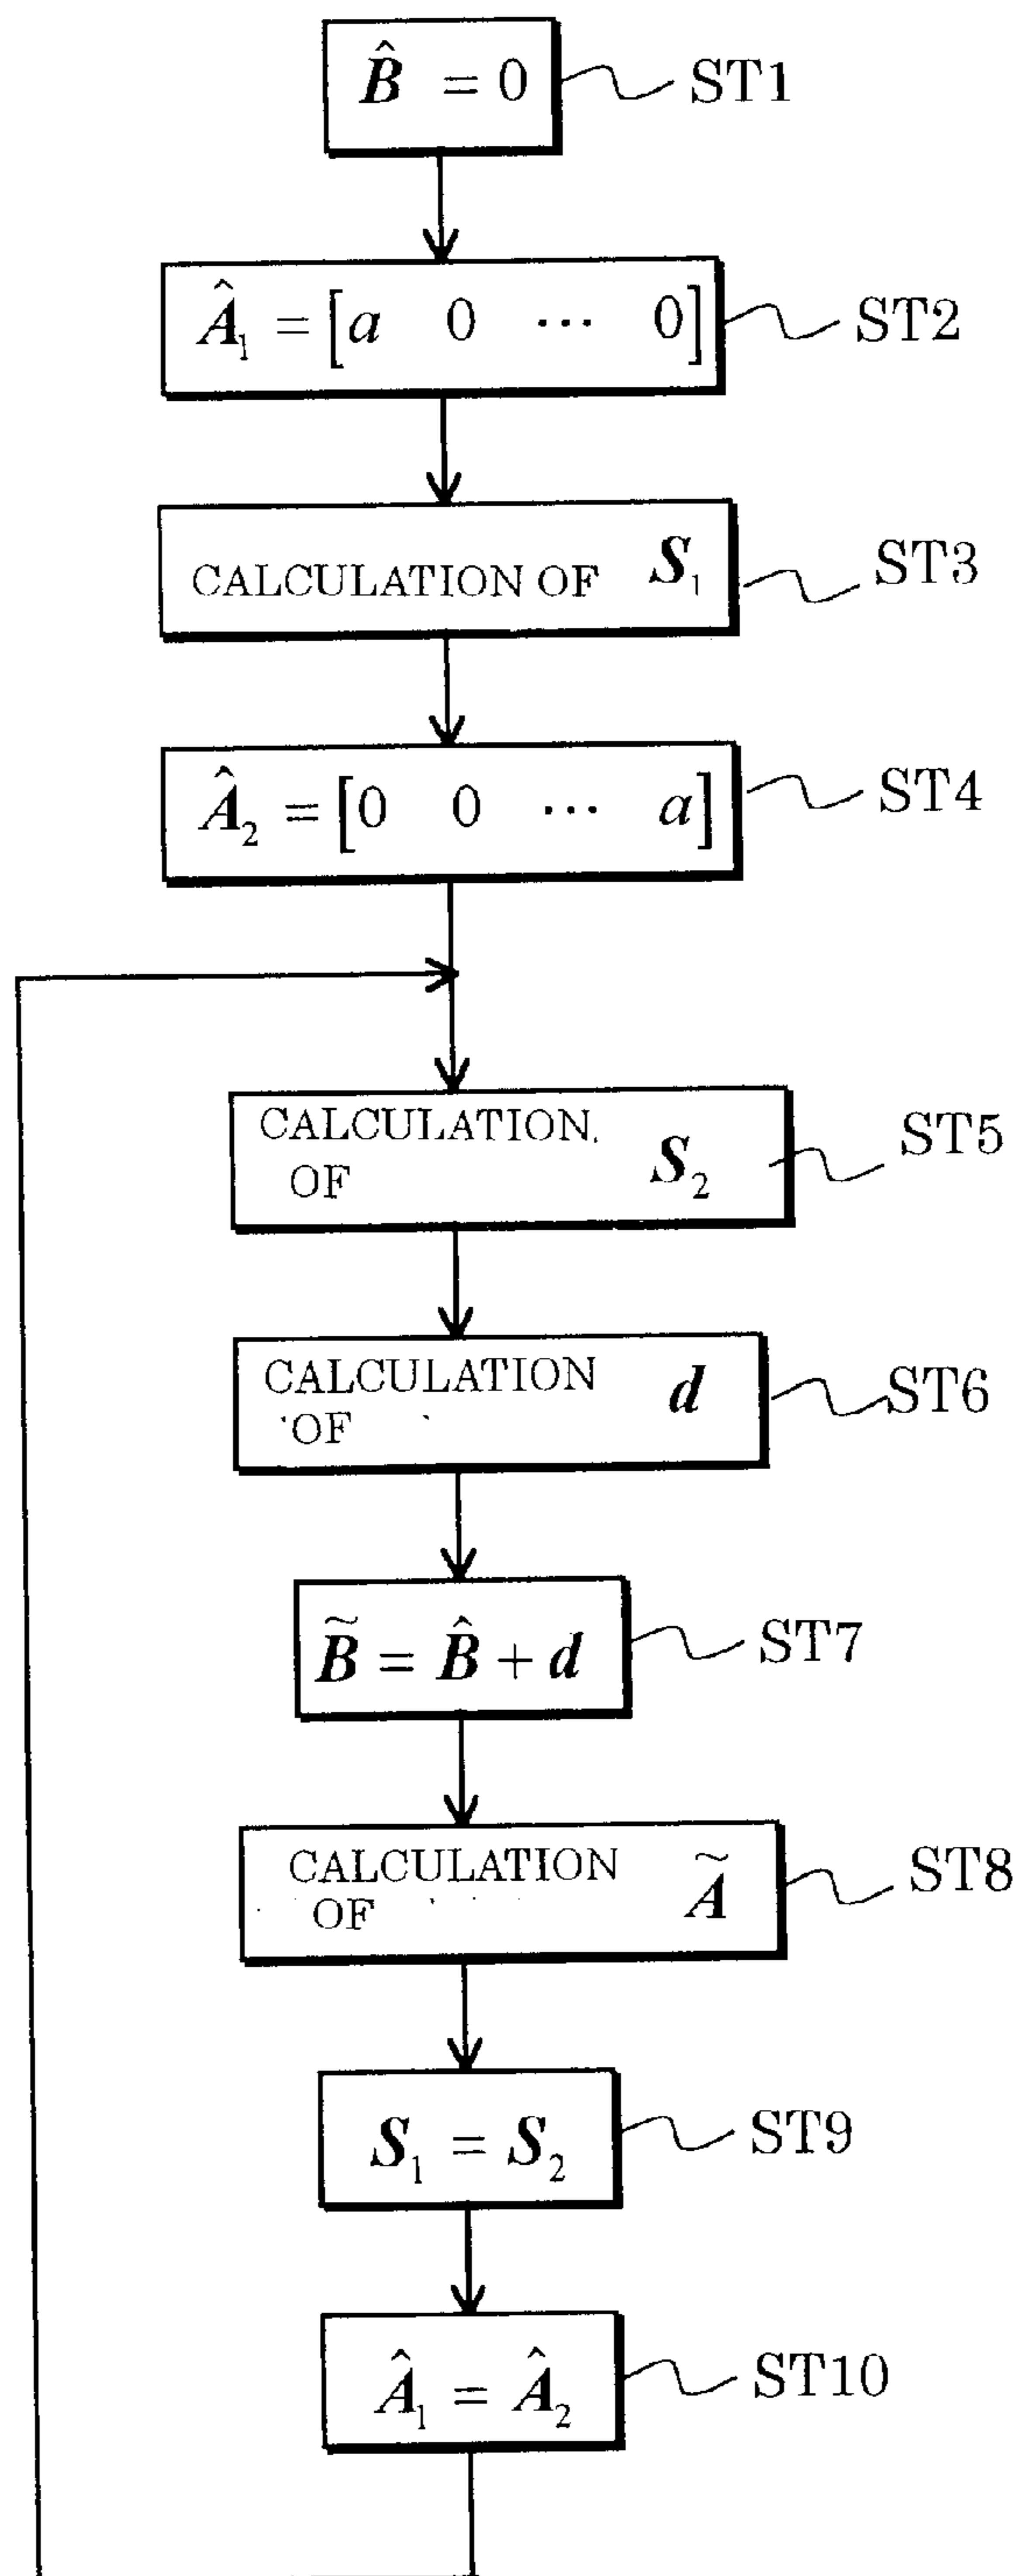 B̂ = 0 ST1
Â₁ = [a 0 ⋯ 0] ST2
CALCULATION OF S₁ ST3
Â₂ = [0 0 ⋯ a] ST4
CALCULATION
OF S₂ ST5
CALCULATION
OF d ST6
B̃ = B̂ + d ST7
CALCULATION
OF Ã ST8
S₁ = S₂ ST9
Â₁ = Â₂ ST10